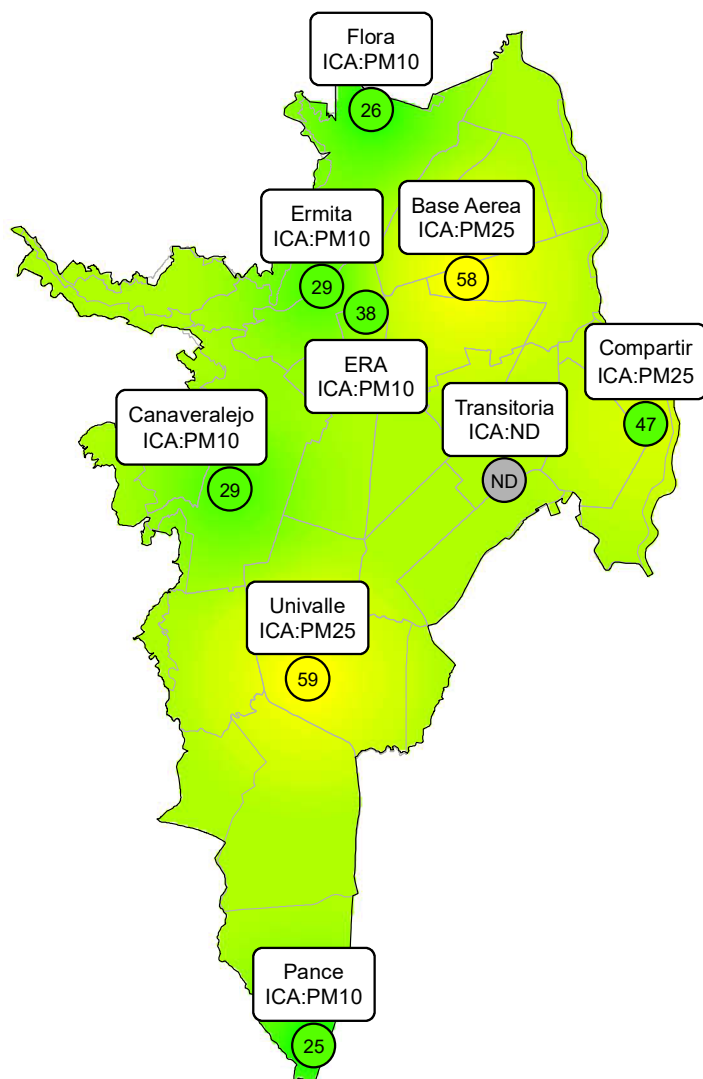 Flora
ICA:PM10
26
Ermita
ICA:PM10
29
Base Aerea
ICA:PM25
58
38
ERA
ICA:PM10
Compartir
ICA:PM25
47
Canaveralejo
ICA:PM10
29
Transitoria
ICA:ND
ND
Univalle
ICA:PM25
59
Pance
ICA:PM10
25